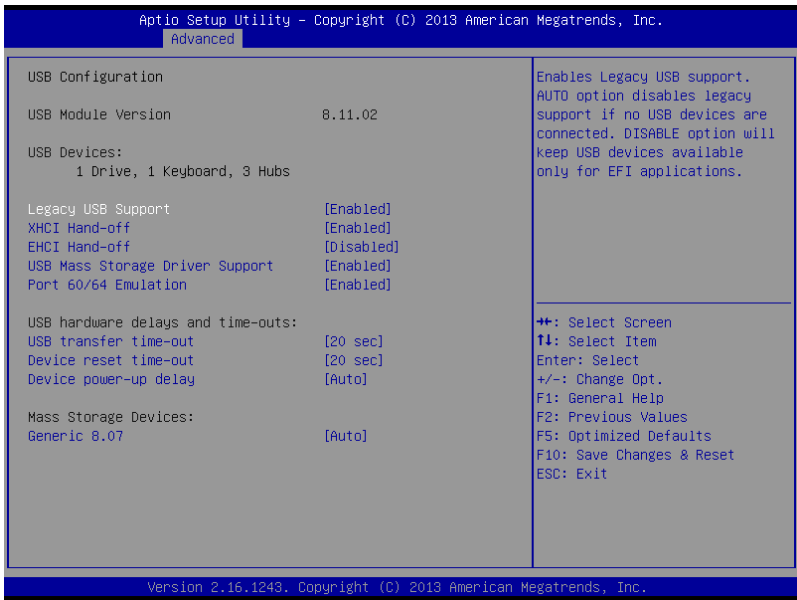 Aptio Setup Utility – Copyright (C) 2013 American Megatrends, Inc.
Advanced
USB Configuration
USB Module Version 8.11.02
USB Devices:
1 Drive, 1 Keyboard, 3 Hubs
Legacy USB Support [Enabled]
XHCI Hand-off [Enabled]
EHCI Hand-off [Disabled]
USB Mass Storage Driver Support [Enabled]
Port 60/64 Emulation [Enabled]
USB hardware delays and time-outs:
USB transfer time-out [20 sec]
Device reset time-out [20 sec]
Device power-up delay [Auto]
Mass Storage Devices:
Generic 8.07 [Auto]
Enables Legacy USB support.
AUTO option disables legacy
support if no USB devices are
connected. DISABLE option will
keep USB devices available
only for EFI applications.
→←: Select Screen
↑↓: Select Item
Enter: Select
+/-: Change Opt.
F1: General Help
F2: Previous Values
F5: Optimized Defaults
F10: Save Changes & Reset
ESC: Exit
Version 2.16.1243. Copyright (C) 2013 American Megatrends, Inc.